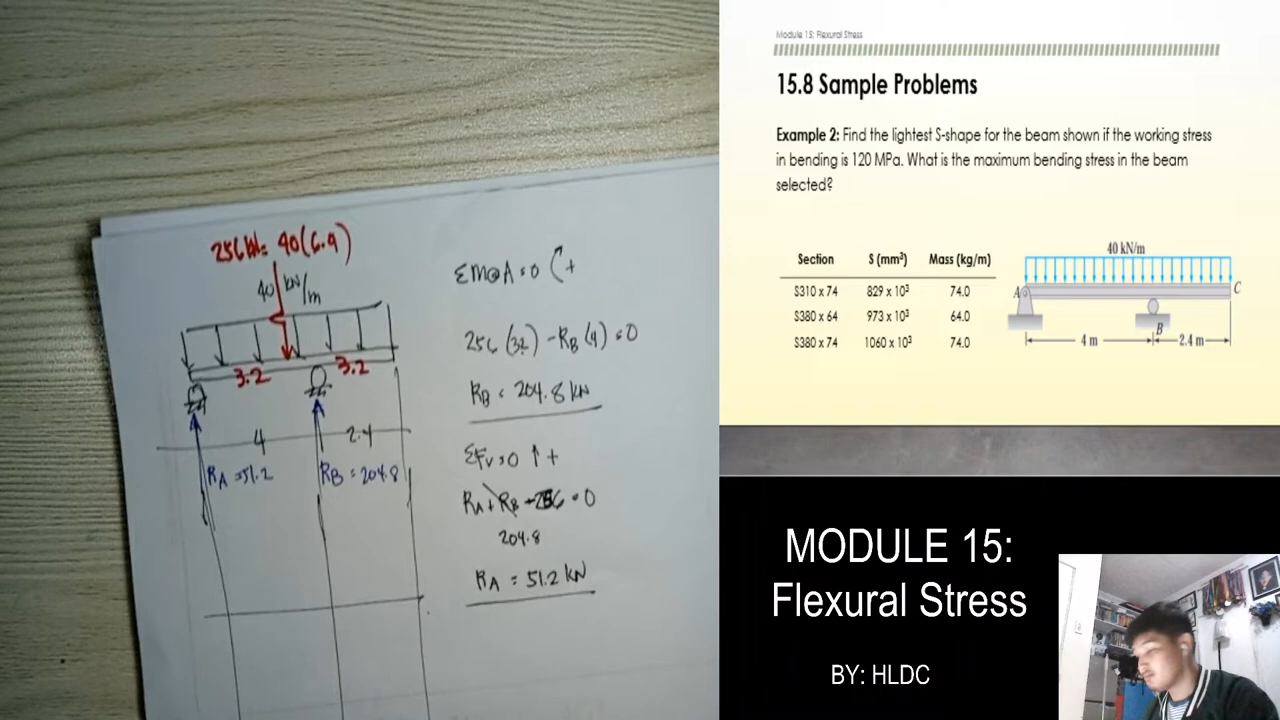 256 kN = 40(6.4)
40 kN/m
3.2
3.2
4
2.4
RA = 51.2
RB = 204.8
ΣM@A = 0 +
256 (3.2) - RB (4) = 0
RB = 204.8 kN
ΣFv = 0 ↑ +
RA + RB - 256 = 0
204.8
RA = 51.2 kN
Module 15: Flexural Stress
15.8 Sample Problems
Example 2: Find the lightest S-shape for the beam shown if the working stress
in bending is 120 MPa. What is the maximum bending stress in the beam
selected?
Section S (mm³) Mass (kg/m)
S310 x 74 829 x 10³ 74.0
S380 x 64 973 x 10³ 64.0
S380 x 74 1060 x 10³ 74.0
40 kN/m
A
C
B
4 m
2.4 m
MODULE 15:
Flexural Stress
BY: HLDC